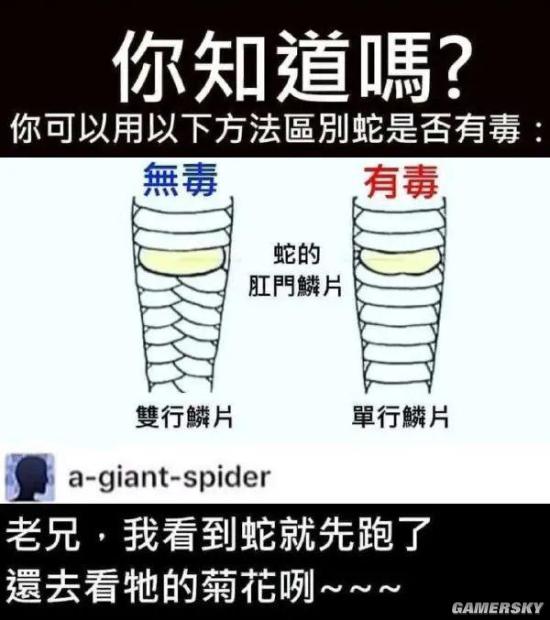 你知道嗎?
你可以用以下方法區別蛇是否有毒：
無毒
有毒
蛇的
肛門鱗片
雙行鱗片
單行鱗片
a-giant-spider
老兄，我看到蛇就先跑了
還去看牠的菊花咧~~~
GAMERSKY